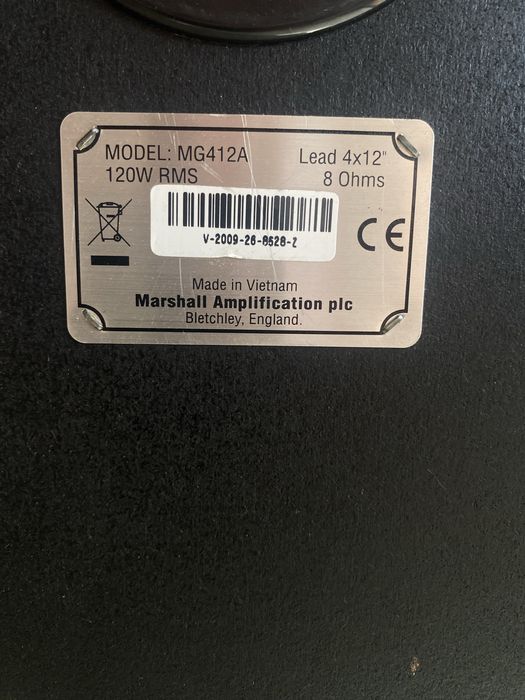 MODEL: MG412A Lead 4x12"
120W RMS 8 Ohms
V-2009-26-0528-Z
CE
Made in Vietnam
Marshall Amplification plc
Bletchley, England.